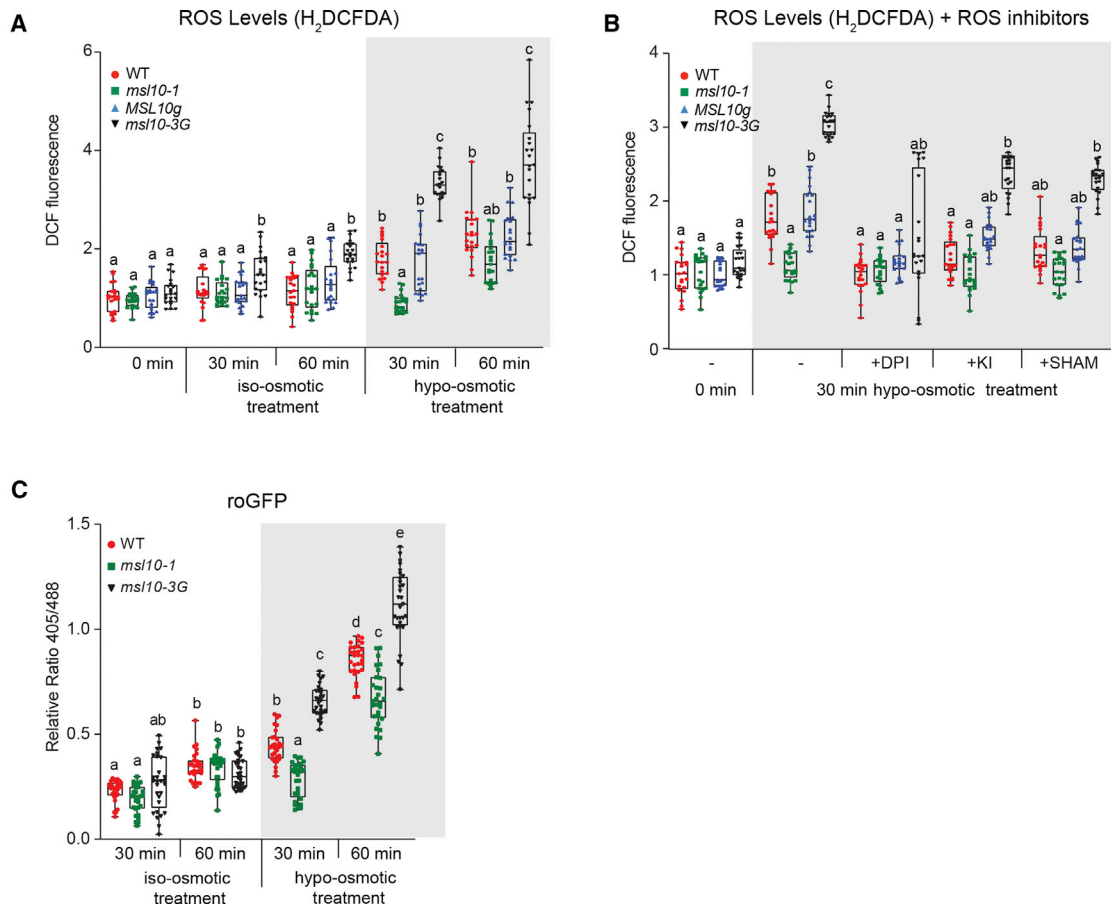 A
ROS Levels (H₂DCFDA)
DCF fluorescence
6
4
2
0
WT
msl10-1
MSL10g
msl10-3G
a a a a
a a a b
a a a b
b a b c
b ab b c
0 min
30 min
60 min
30 min
60 min
iso-osmotic
treatment
hypo-osmotic
treatment
B
ROS Levels (H₂DCFDA) + ROS inhibitors
DCF fluorescence
4
3
2
1
0
WT
msl10-1
MSL10g
msl10-3G
a a a a
b a b c
a a a ab
a a ab b
ab a ab b
-
-
+DPI
+KI
+SHAM
0 min
30 min hypo-osmotic treatment
C
roGFP
Relative Ratio 405/488
1.5
1.0
0.5
0.0
WT
msl10-1
msl10-3G
a a ab
b b b
b a c
d c e
30 min
60 min
30 min
60 min
iso-osmotic
treatment
hypo-osmotic
treatment